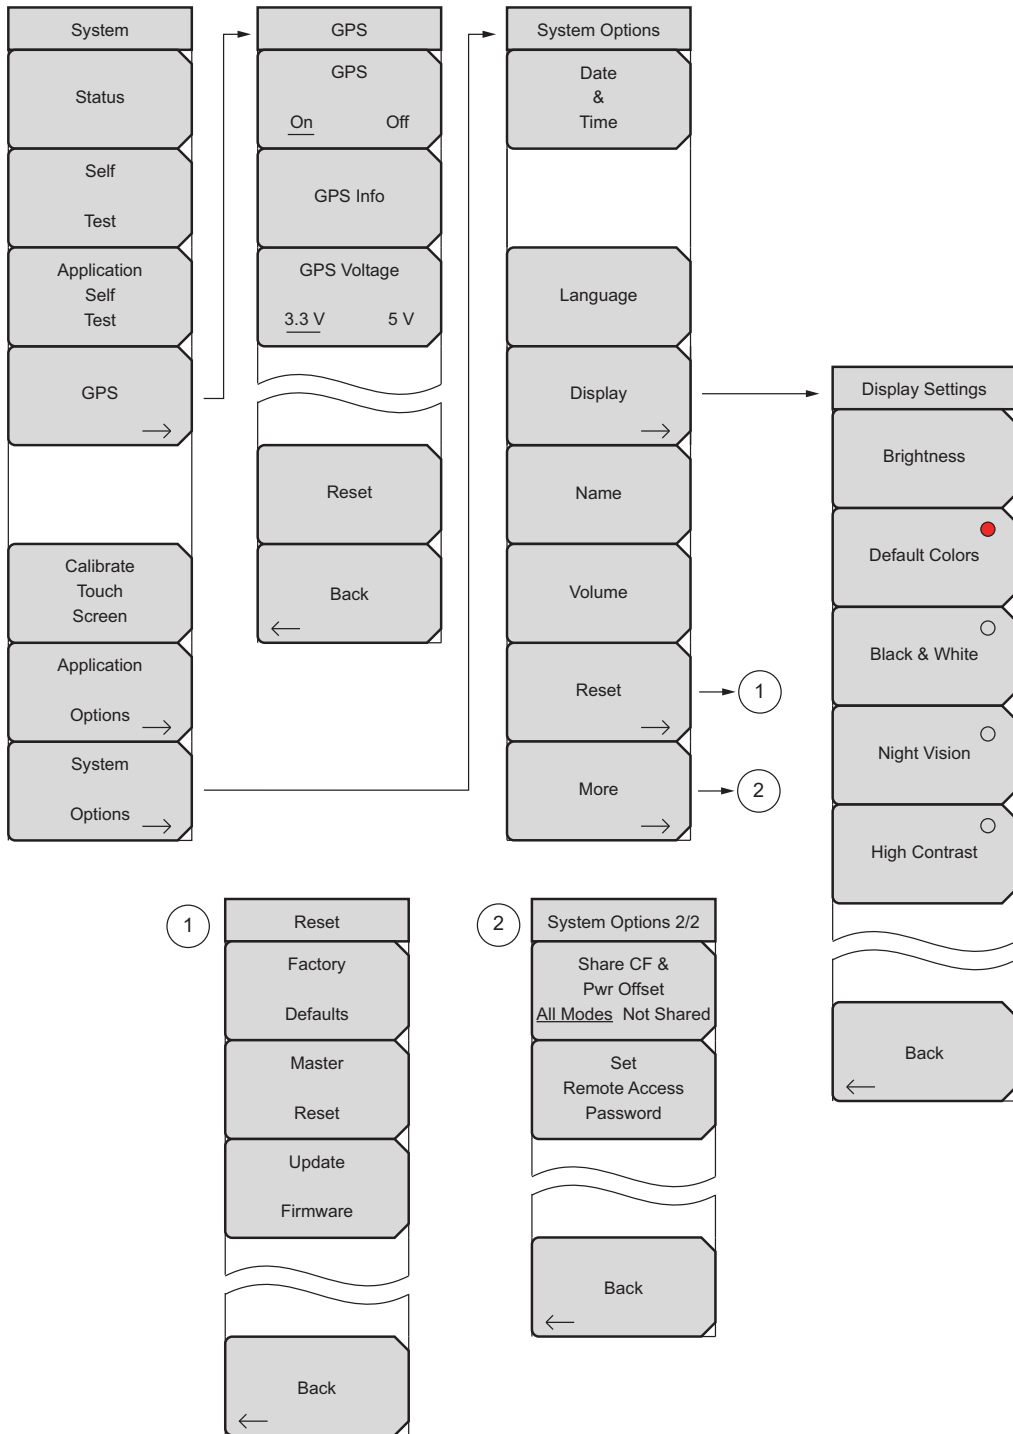 System
Status
Self
Test
Application
Self
Test
GPS
Calibrate
Touch
Screen
Application
Options
System
Options
GPS
GPS
On Off
GPS Info
GPS Voltage
3.3 V 5 V
Reset
Back
System Options
Date
&
Time
Language
Display
Name
Volume
Reset
1
More
2
Display Settings
Brightness
Default Colors
Black & White
Night Vision
High Contrast
Back
1
Reset
Factory
Defaults
Master
Reset
Update
Firmware
Back
2
System Options 2/2
Share CF &
Pwr Offset
All Modes Not Shared
Set
Remote Access
Password
Back